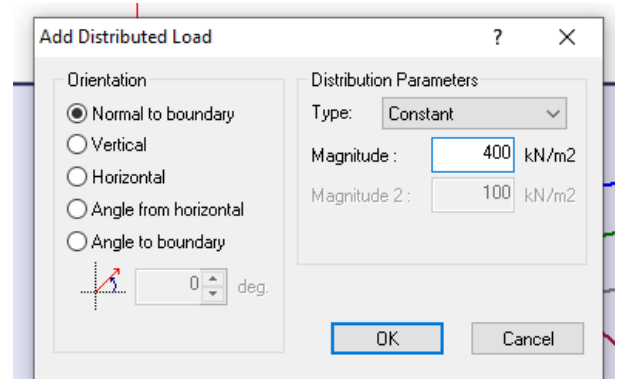 Add Distributed Load ? ×
Orientation
Normal to boundary
Vertical
Horizontal
Angle from horizontal
Angle to boundary
0 deg.
Distribution Parameters
Type: Constant
Magnitude : 400 kN/m2
Magnitude 2 : 100 kN/m2
OK Cancel